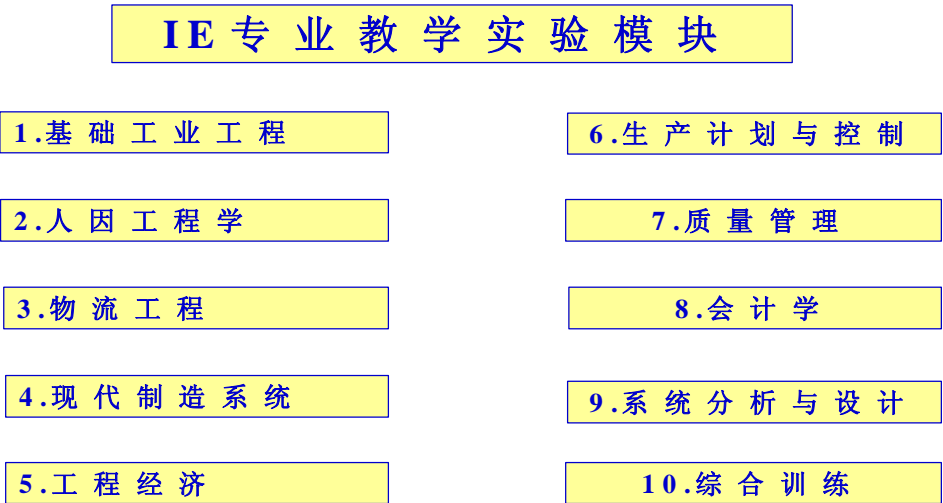 IE专业教学实验模块
1.基础工业工程
2.人因工程学
3.物流工程
4.现代制造系统
5.工程经济
6.生产计划与控制
7.质量管理
8.会计学
9.系统分析与设计
10.综合训练